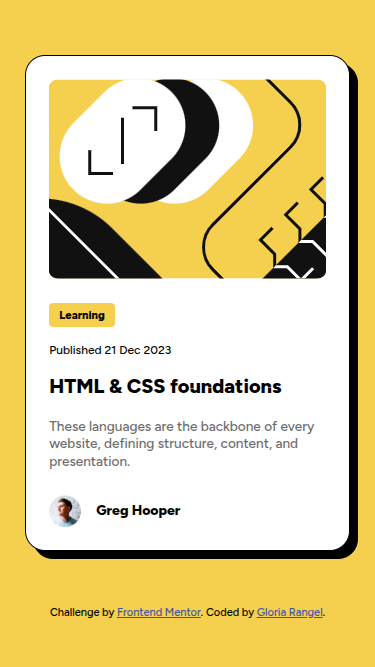 Learning
Published 21 Dec 2023
HTML & CSS foundations
These languages are the backbone of every
website, defining structure, content, and
presentation.
Greg Hooper
Challenge by Frontend Mentor. Coded by Gloria Rangel.